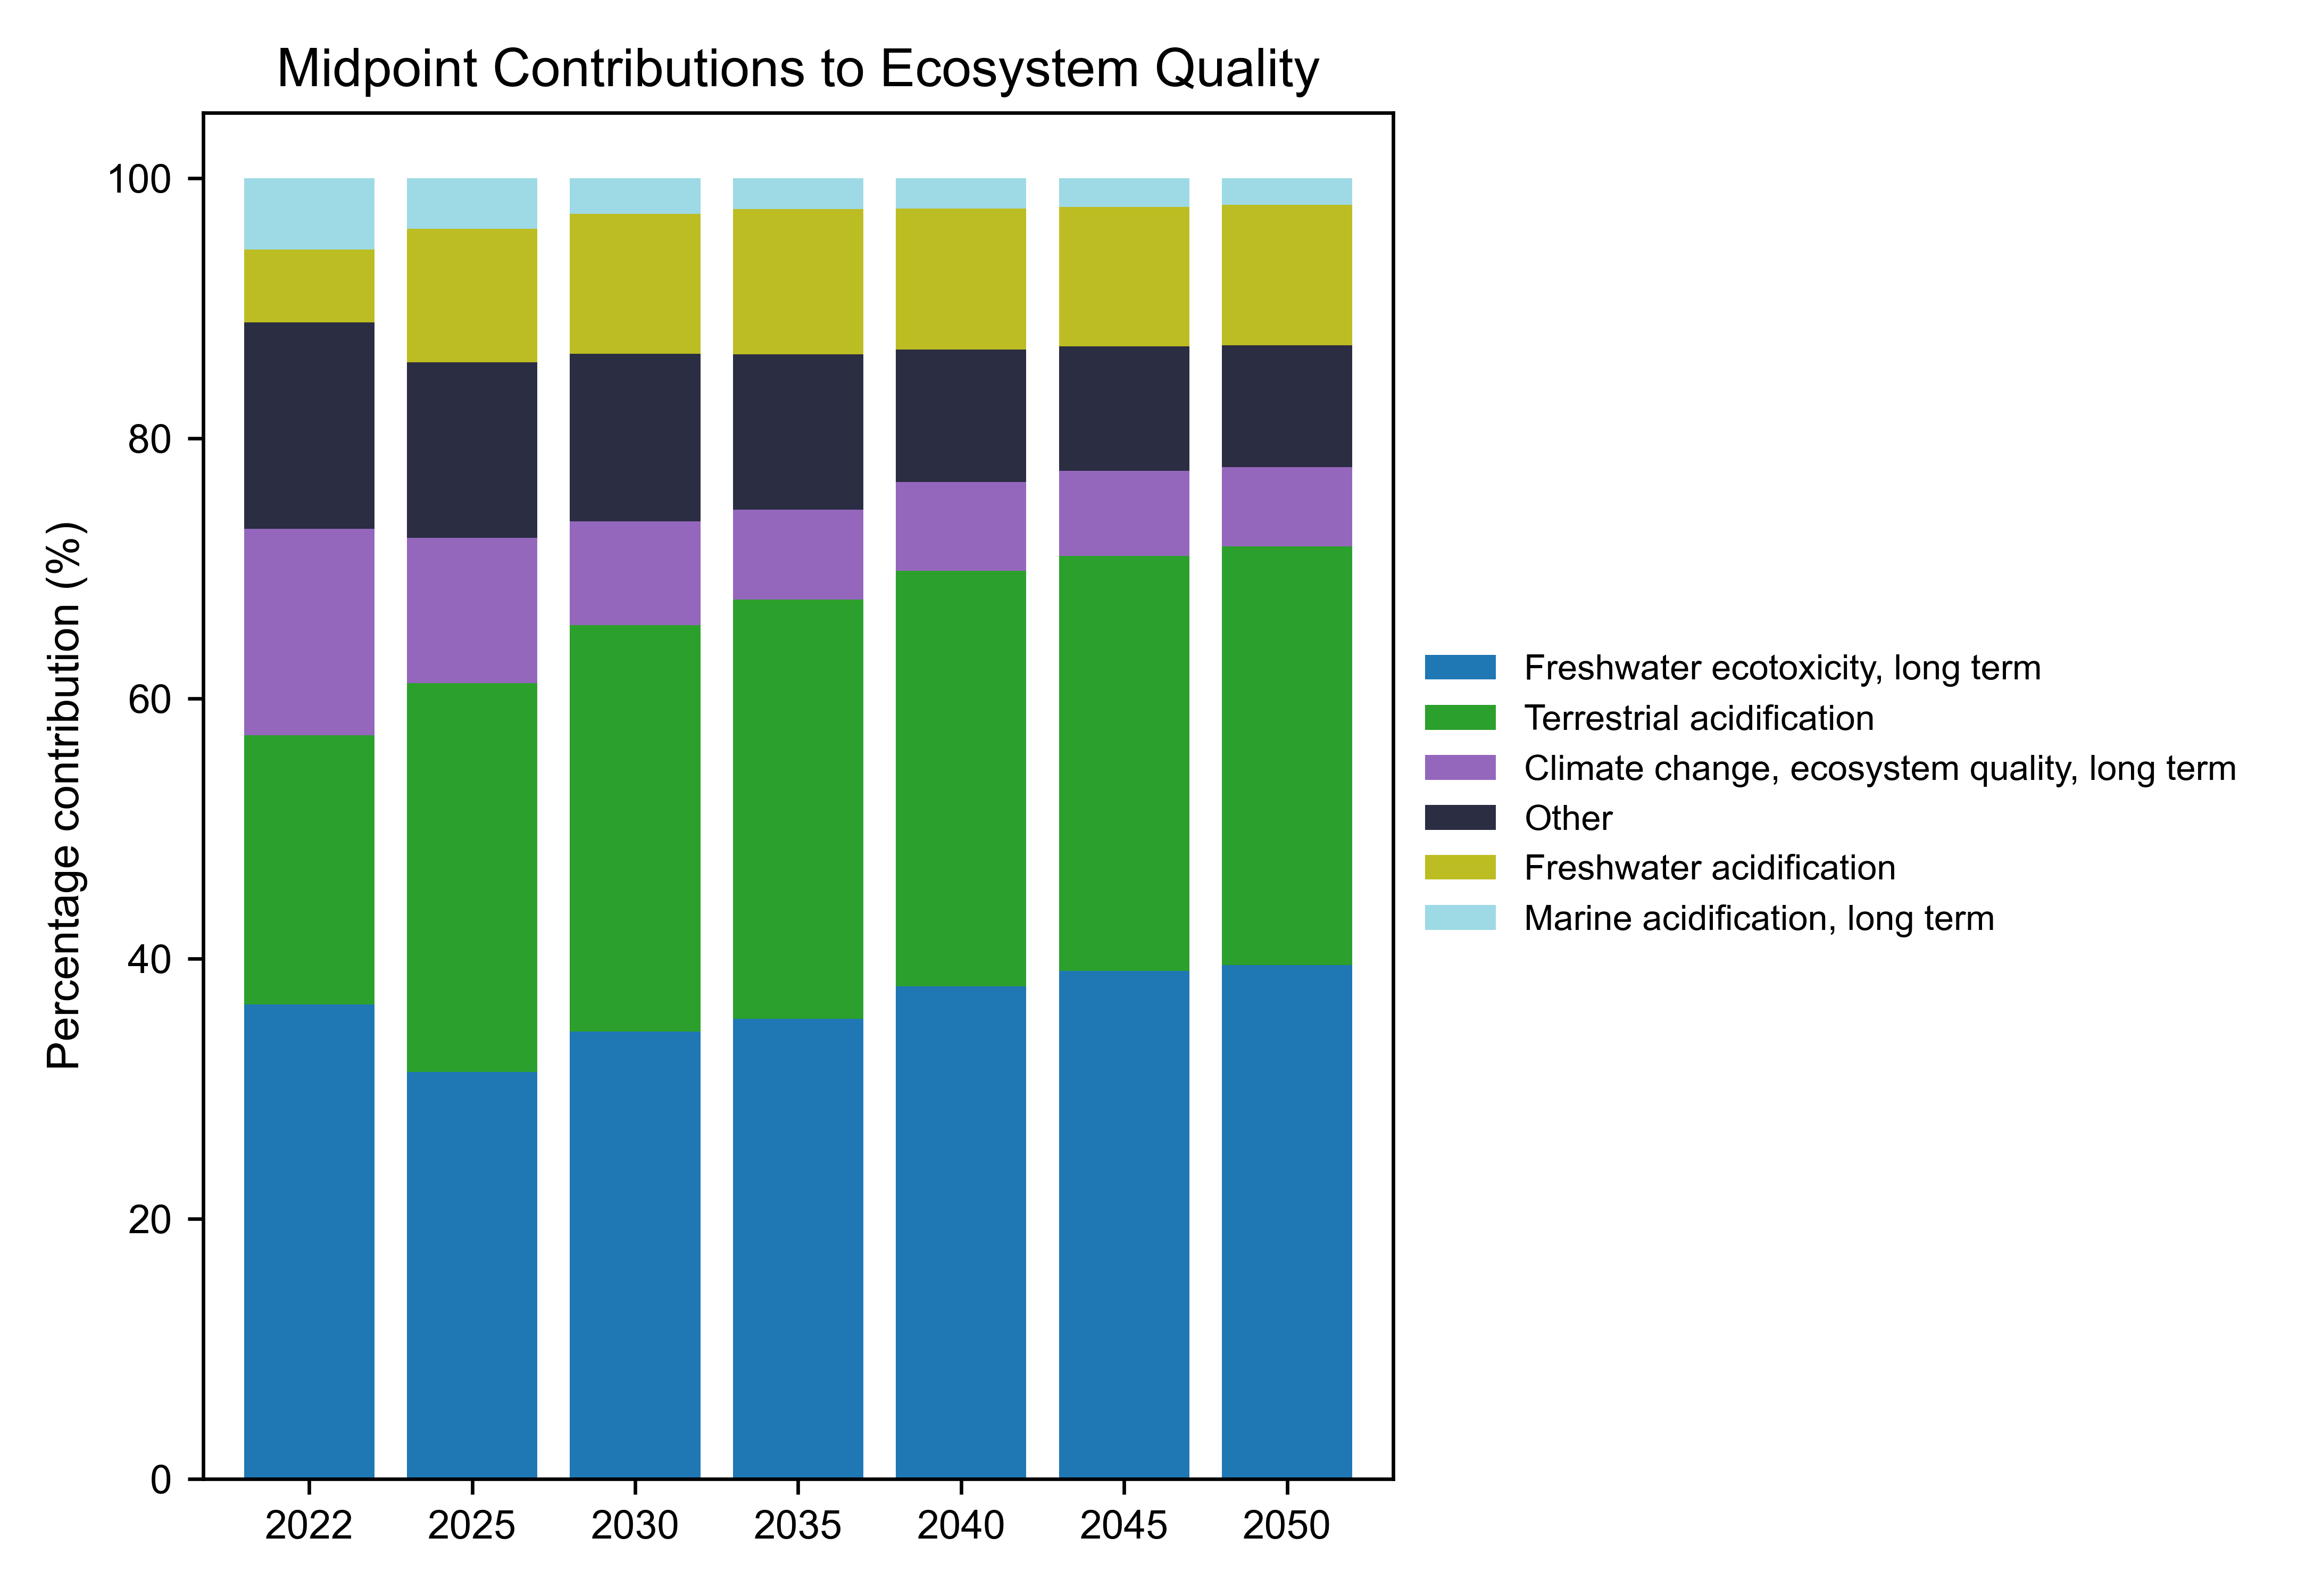 Midpoint Contributions to Ecosystem Quality
Percentage contribution (%)
100
80
60
40
20
0
2022 2025 2030 2035 2040 2045 2050
Freshwater ecotoxicity, long term
Terrestrial acidification
Climate change, ecosystem quality, long term
Other
Freshwater acidification
Marine acidification, long term